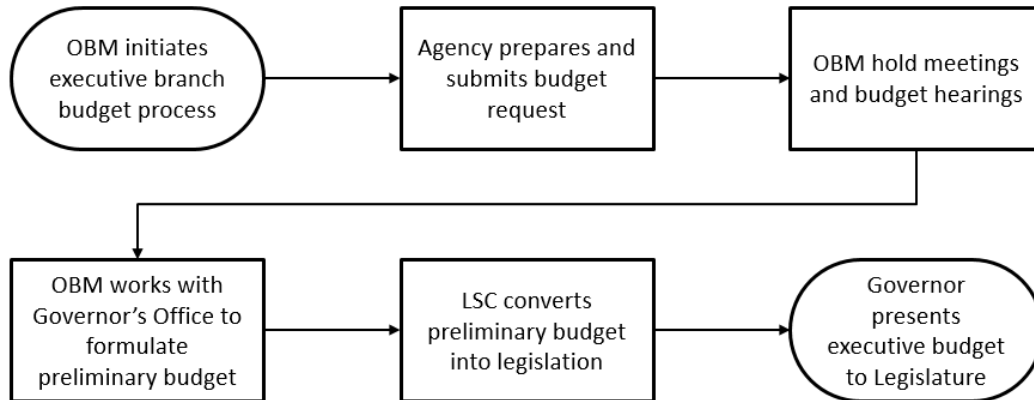 OBM initiates
executive branch
budget process
Agency prepares and
submits budget
request
OBM hold meetings
and budget hearings
OBM works with
Governor’s Office to
formulate
preliminary budget
LSC converts
preliminary budget
into legislation
Governor
presents
executive budget
to Legislature